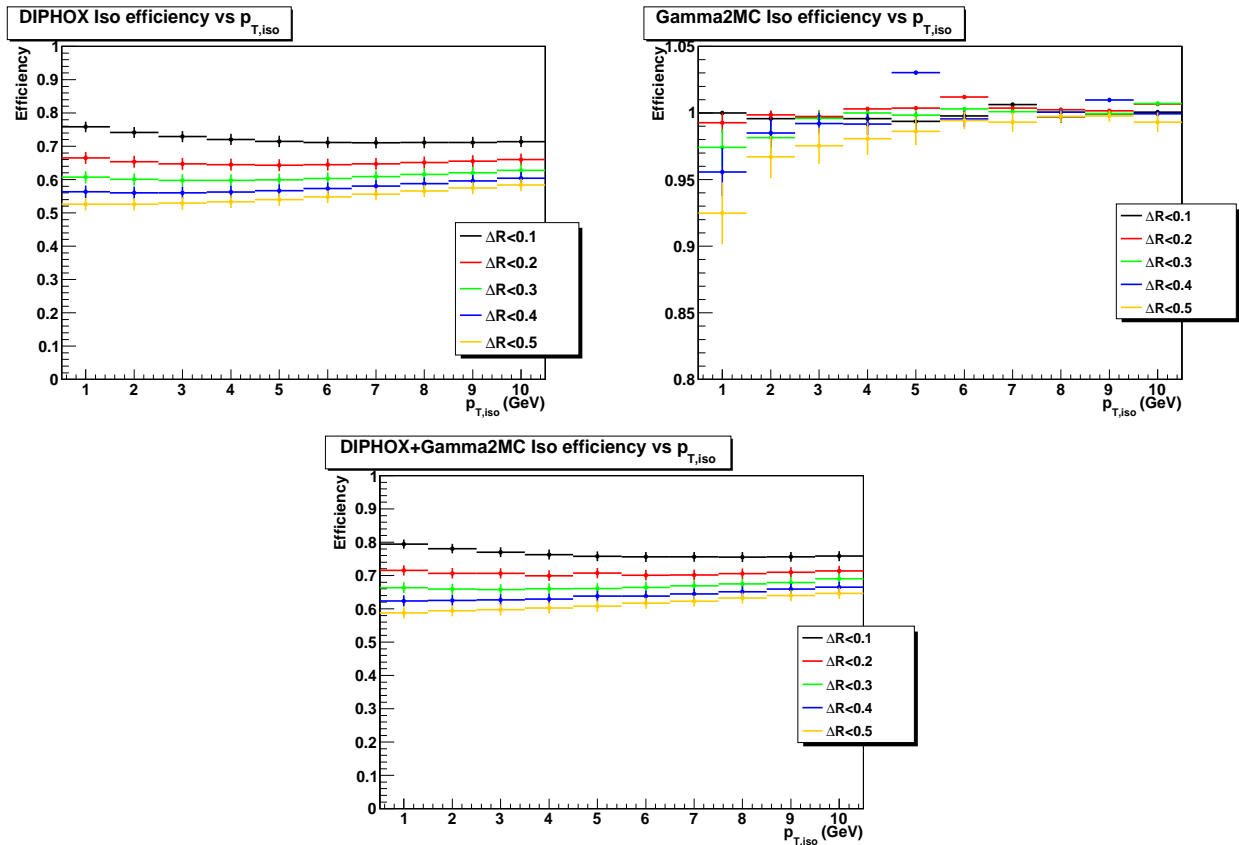 DIPHOX Iso efficiency vs p_T,iso
Efficiency
1
0.9
0.8
0.7
0.6
0.5
0.4
0.3
0.2
0.1
0
ΔR<0.1
ΔR<0.2
ΔR<0.3
ΔR<0.4
ΔR<0.5
1 2 3 4 5 6 7 8 9 10
p_T,iso (GeV)
Gamma2MC Iso efficiency vs p_T,iso
Efficiency
1.05
1
0.95
0.9
0.85
0.8
ΔR<0.1
ΔR<0.2
ΔR<0.3
ΔR<0.4
ΔR<0.5
1 2 3 4 5 6 7 8 9 10
p_T,iso (GeV)
DIPHOX+Gamma2MC Iso efficiency vs p_T,iso
Efficiency
1
0.9
0.8
0.7
0.6
0.5
0.4
0.3
0.2
0.1
0
ΔR<0.1
ΔR<0.2
ΔR<0.3
ΔR<0.4
ΔR<0.5
1 2 3 4 5 6 7 8 9 10
p_T,iso (GeV)